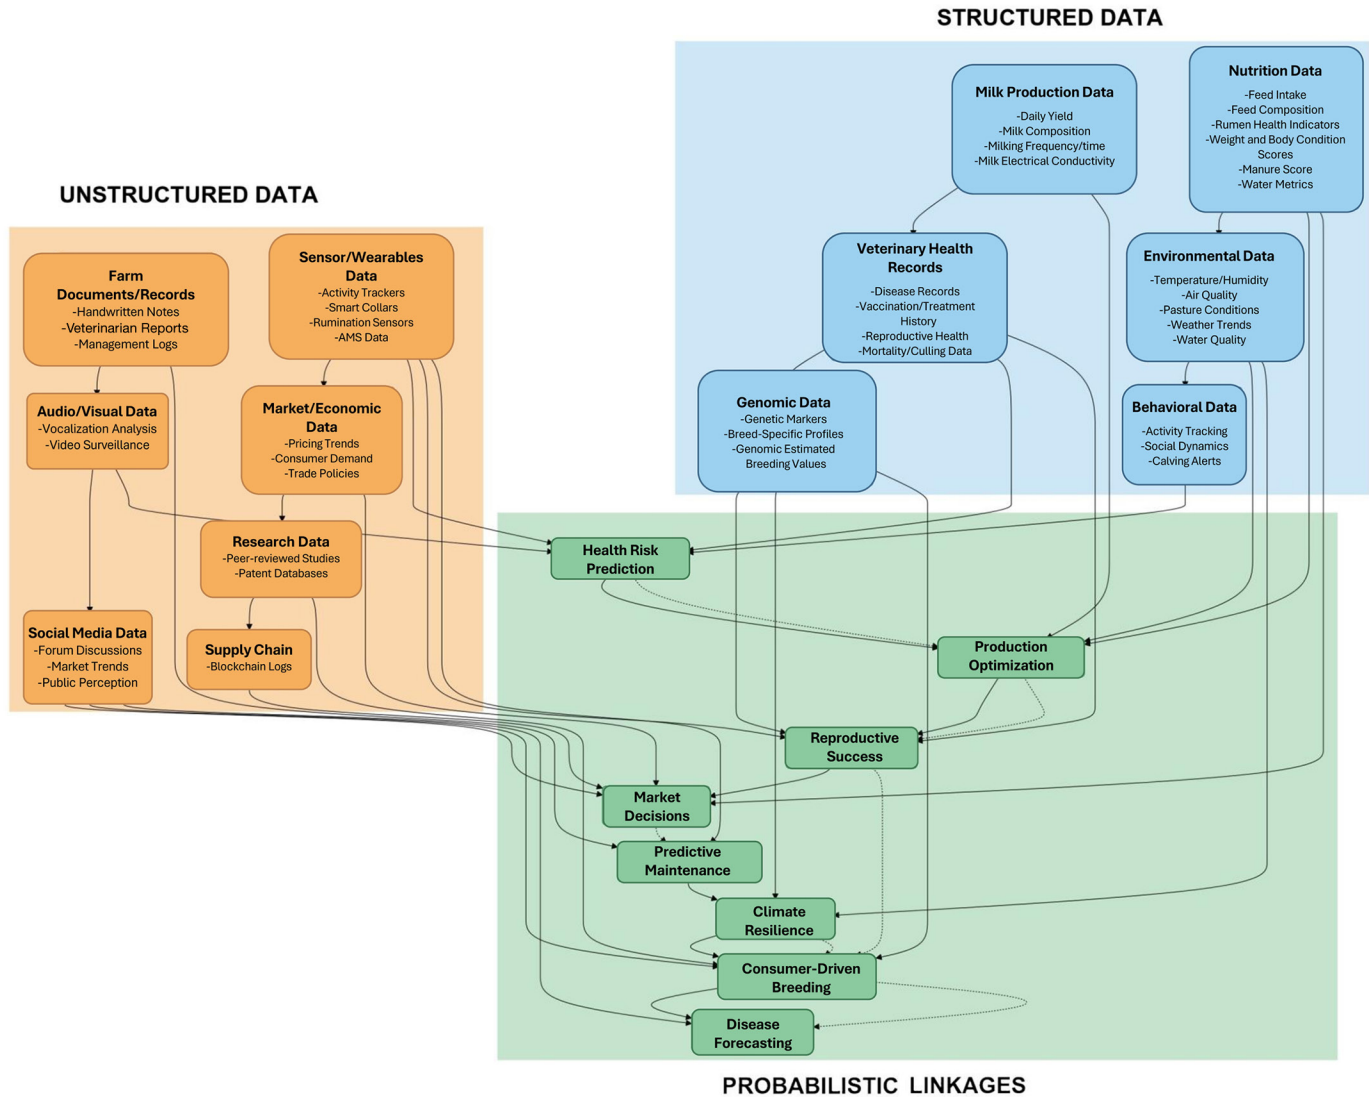 STRUCTURED DATA
Milk Production Data
-Daily Yield
-Milk Composition
-Milking Frequency/time
-Milk Electrical Conductivity
Nutrition Data
-Feed Intake
-Feed Composition
-Rumen Health Indicators
-Weight and Body Condition
Scores
-Manure Score
-Water Metrics
Veterinary Health
Records
-Disease Records
-Vaccination/Treatment
History
-Reproductive Health
-Mortality/Culling Data
Environmental Data
-Temperature/Humidity
-Air Quality
-Pasture Conditions
-Weather Trends
-Water Quality
Genomic Data
-Genetic Markers
-Breed-Specific Profiles
-Genomic Estimated
Breeding Values
Behavioral Data
-Activity Tracking
-Social Dynamics
-Calving Alerts
UNSTRUCTURED DATA
Farm
Documents/Records
-Handwritten Notes
-Veterinarian Reports
-Management Logs
Sensor/Wearables
Data
-Activity Trackers
-Smart Collars
-Rumination Sensors
-AMS Data
Audio/Visual Data
-Vocalization Analysis
-Video Surveillance
Market/Economic
Data
-Pricing Trends
-Consumer Demand
-Trade Policies
Research Data
-Peer-reviewed Studies
-Patent Databases
Social Media Data
-Forum Discussions
-Market Trends
-Public Perception
Supply Chain
-Blockchain Logs
Health Risk
Prediction
Production
Optimization
Reproductive
Success
Market
Decisions
Predictive
Maintenance
Climate
Resilience
Consumer-Driven
Breeding
Disease
Forecasting
PROBABILISTIC LINKAGES